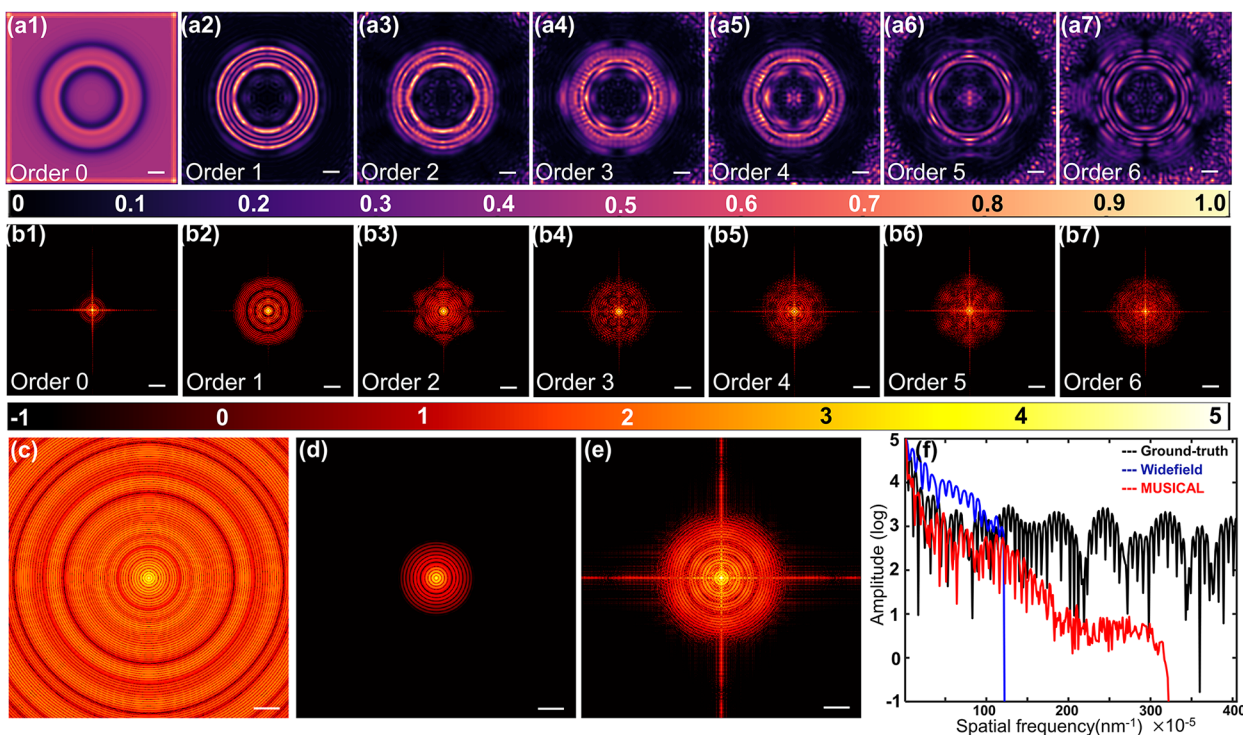 (a1) (a2) (a3) (a4) (a5) (a6) (a7)
Order 0 Order 1 Order 2 Order 3 Order 4 Order 5 Order 6
0 0.1 0.2 0.3 0.4 0.5 0.6 0.7 0.8 0.9 1.0
(b1) (b2) (b3) (b4) (b5) (b6) (b7)
Order 0 Order 1 Order 2 Order 3 Order 4 Order 5 Order 6
-1 0 1 2 3 4 5
(c) (d) (e) (f)
Ground-truth
Widefield
MUSICAL
Amplitude (log)
5
4
3
2
1
0
-1
0 100 200 300 400
Spatial frequency(nm⁻¹) ×10⁻⁵